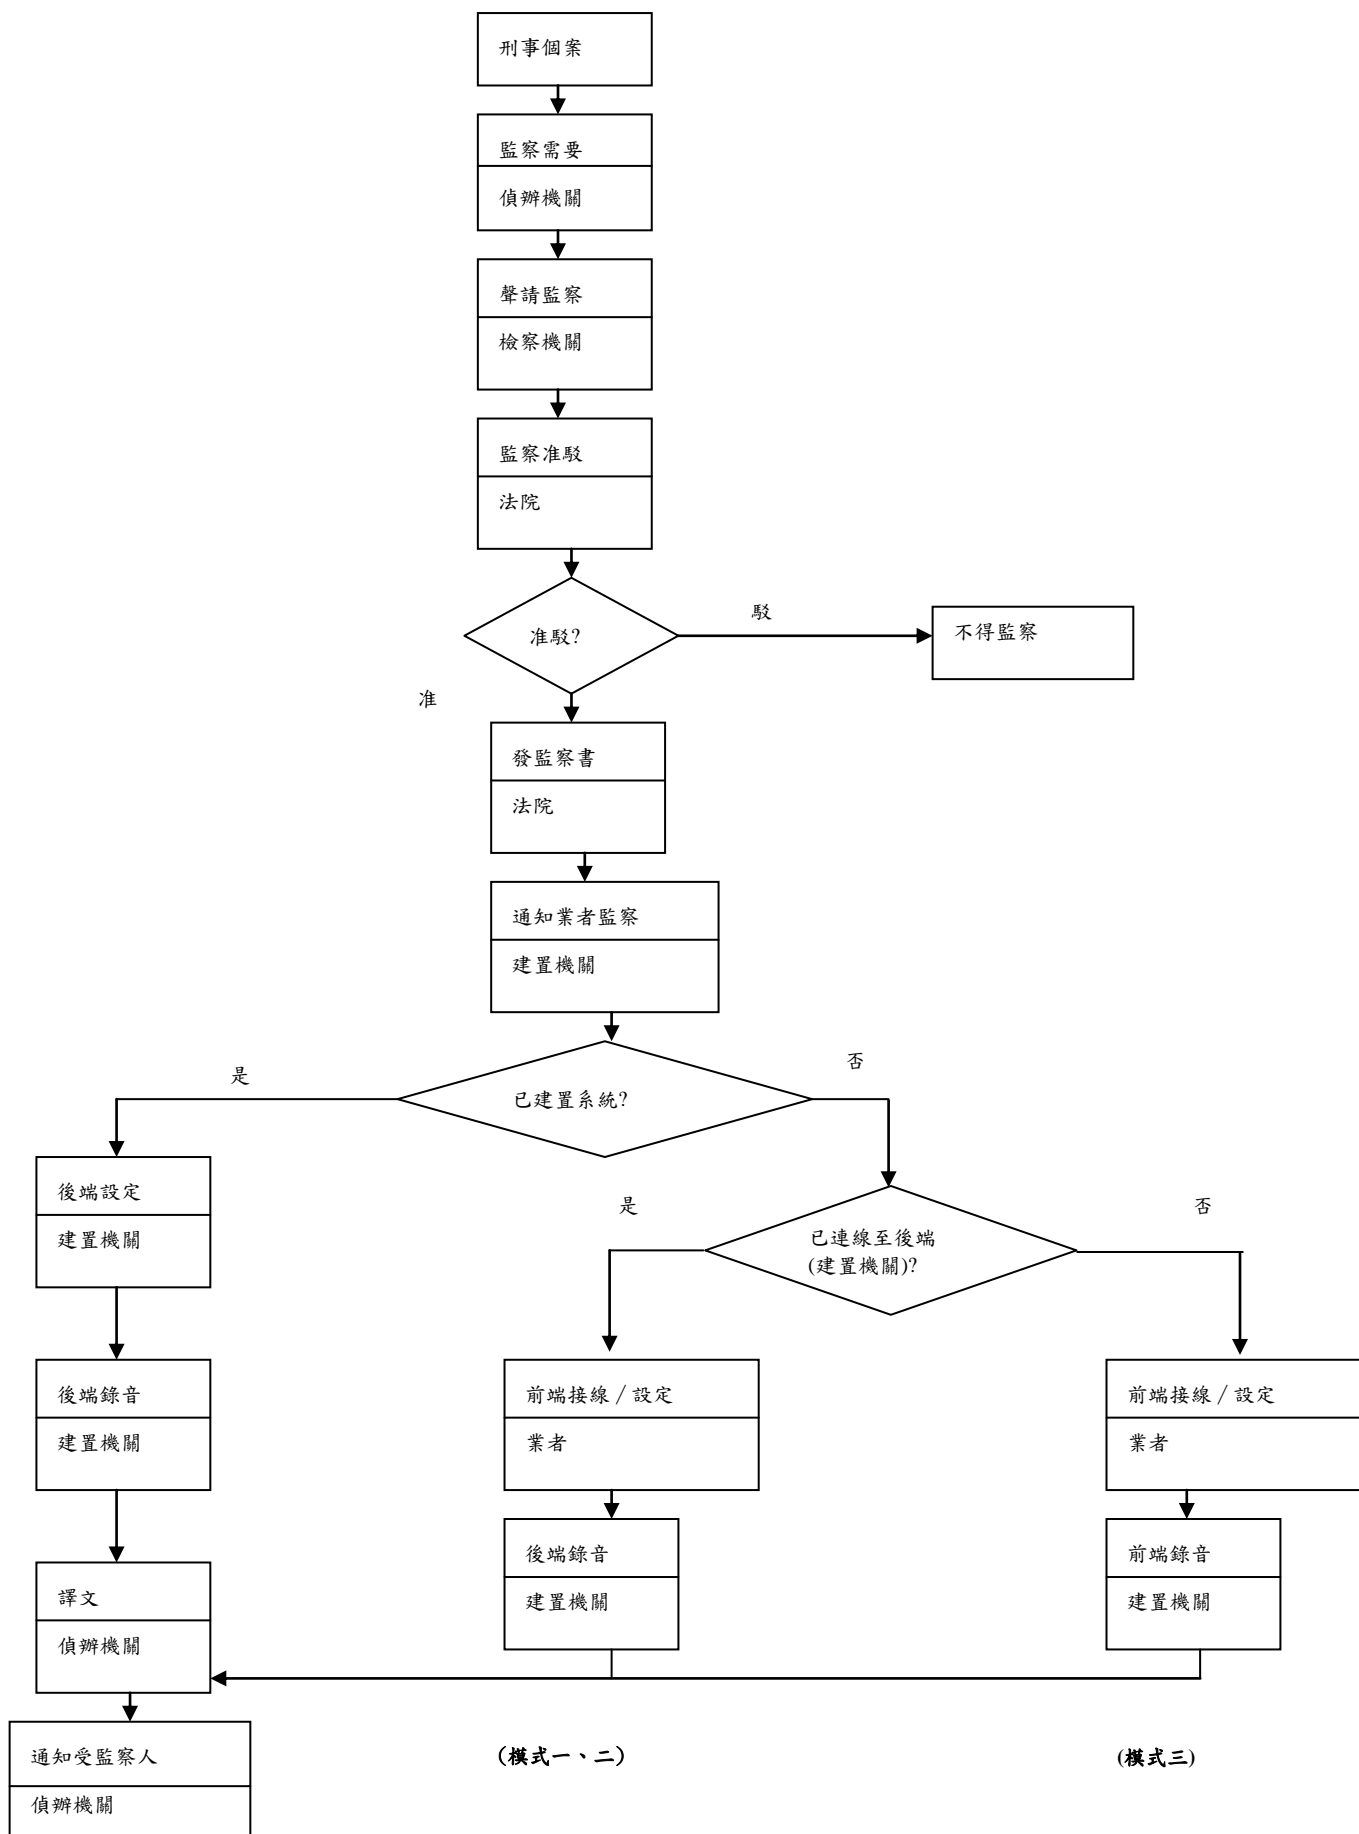 刑事個案
監察需要
偵辦機關
聲請監察
檢察機關
監察准駁
法院
准駁?
駁
不得監察
准
發監察書
法院
通知業者監察
建置機關
已建置系統?
是
否
後端設定
建置機關
已連線至後端
(建置機關)?
是
否
後端錄音
建置機關
前端接線/設定
業者
前端接線/設定
業者
後端錄音
建置機關
前端錄音
建置機關
譯文
偵辦機關
通知受監察人
偵辦機關
(模式一、二)
(模式三)